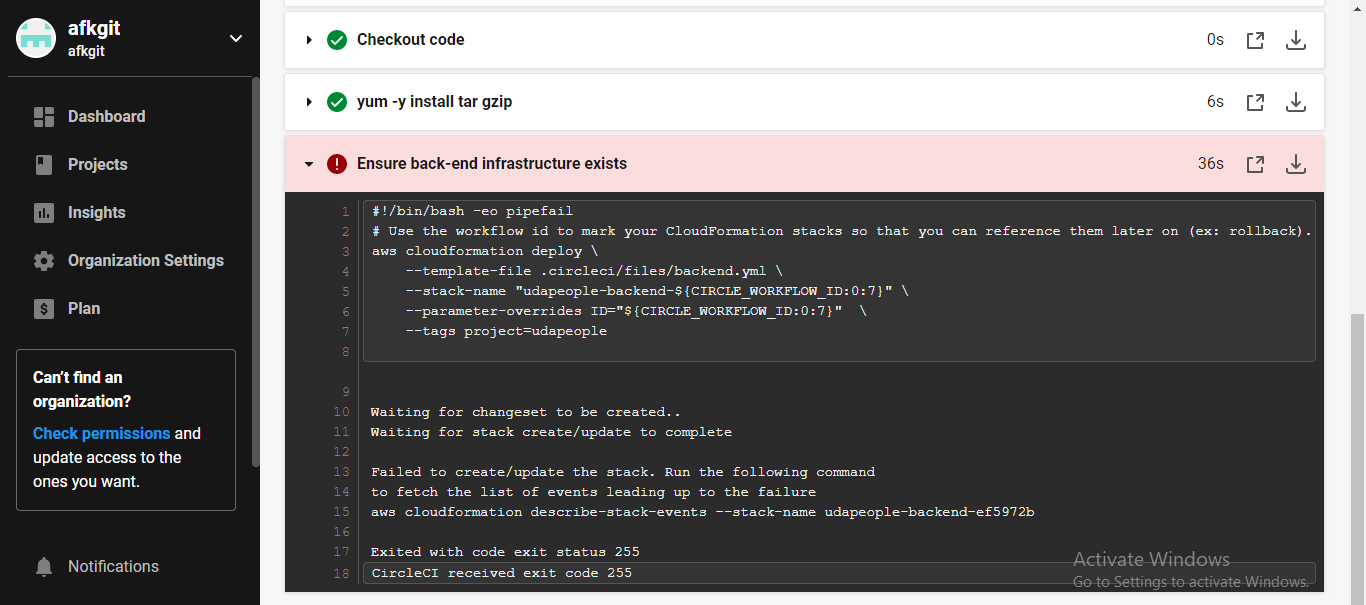 afkgit
afkgit
Dashboard
Projects
Insights
Organization Settings
Plan
Can't find an
organization?
Check permissions and
update access to the
ones you want.
Notifications
Checkout code 0s
yum -y install tar gzip 6s
Ensure back-end infrastructure exists 36s
1 #!/bin/bash -eo pipefail
2 # Use the workflow id to mark your CloudFormation stacks so that you can reference them later on (ex: rollback).
3 aws cloudformation deploy \
4 --template-file .circleci/files/backend.yml \
5 --stack-name "udapeople-backend-${CIRCLE_WORKFLOW_ID:0:7}" \
6 --parameter-overrides ID="${CIRCLE_WORKFLOW_ID:0:7}" \
7 --tags project=udapeople
8
9
10 Waiting for changeset to be created..
11 Waiting for stack create/update to complete
12
13 Failed to create/update the stack. Run the following command
14 to fetch the list of events leading up to the failure
15 aws cloudformation describe-stack-events --stack-name udapeople-backend-ef5972b
16
17 Exited with code exit status 255
18 CircleCI received exit code 255
Activate Windows
Go to Settings to activate Windows.